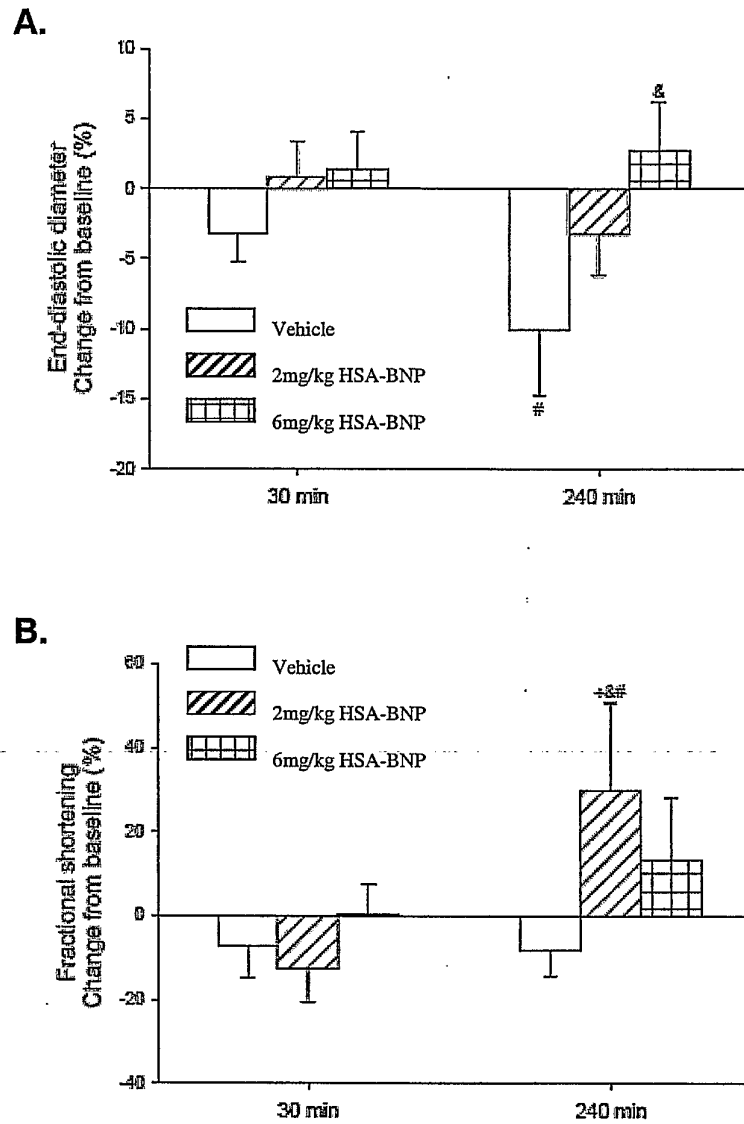 A.
End-diastolic diameter
Change from baseline (%)
10
5
0
-5
-10
-15
-20
&
#
Vehicle
2mg/kg HSA-BNP
6mg/kg HSA-BNP
30 min
240 min
B.
Fractional shortening
Change from baseline (%)
60
40
20
0
-20
-40
Vehicle
2mg/kg HSA-BNP
6mg/kg HSA-BNP
+&#
30 min
240 min